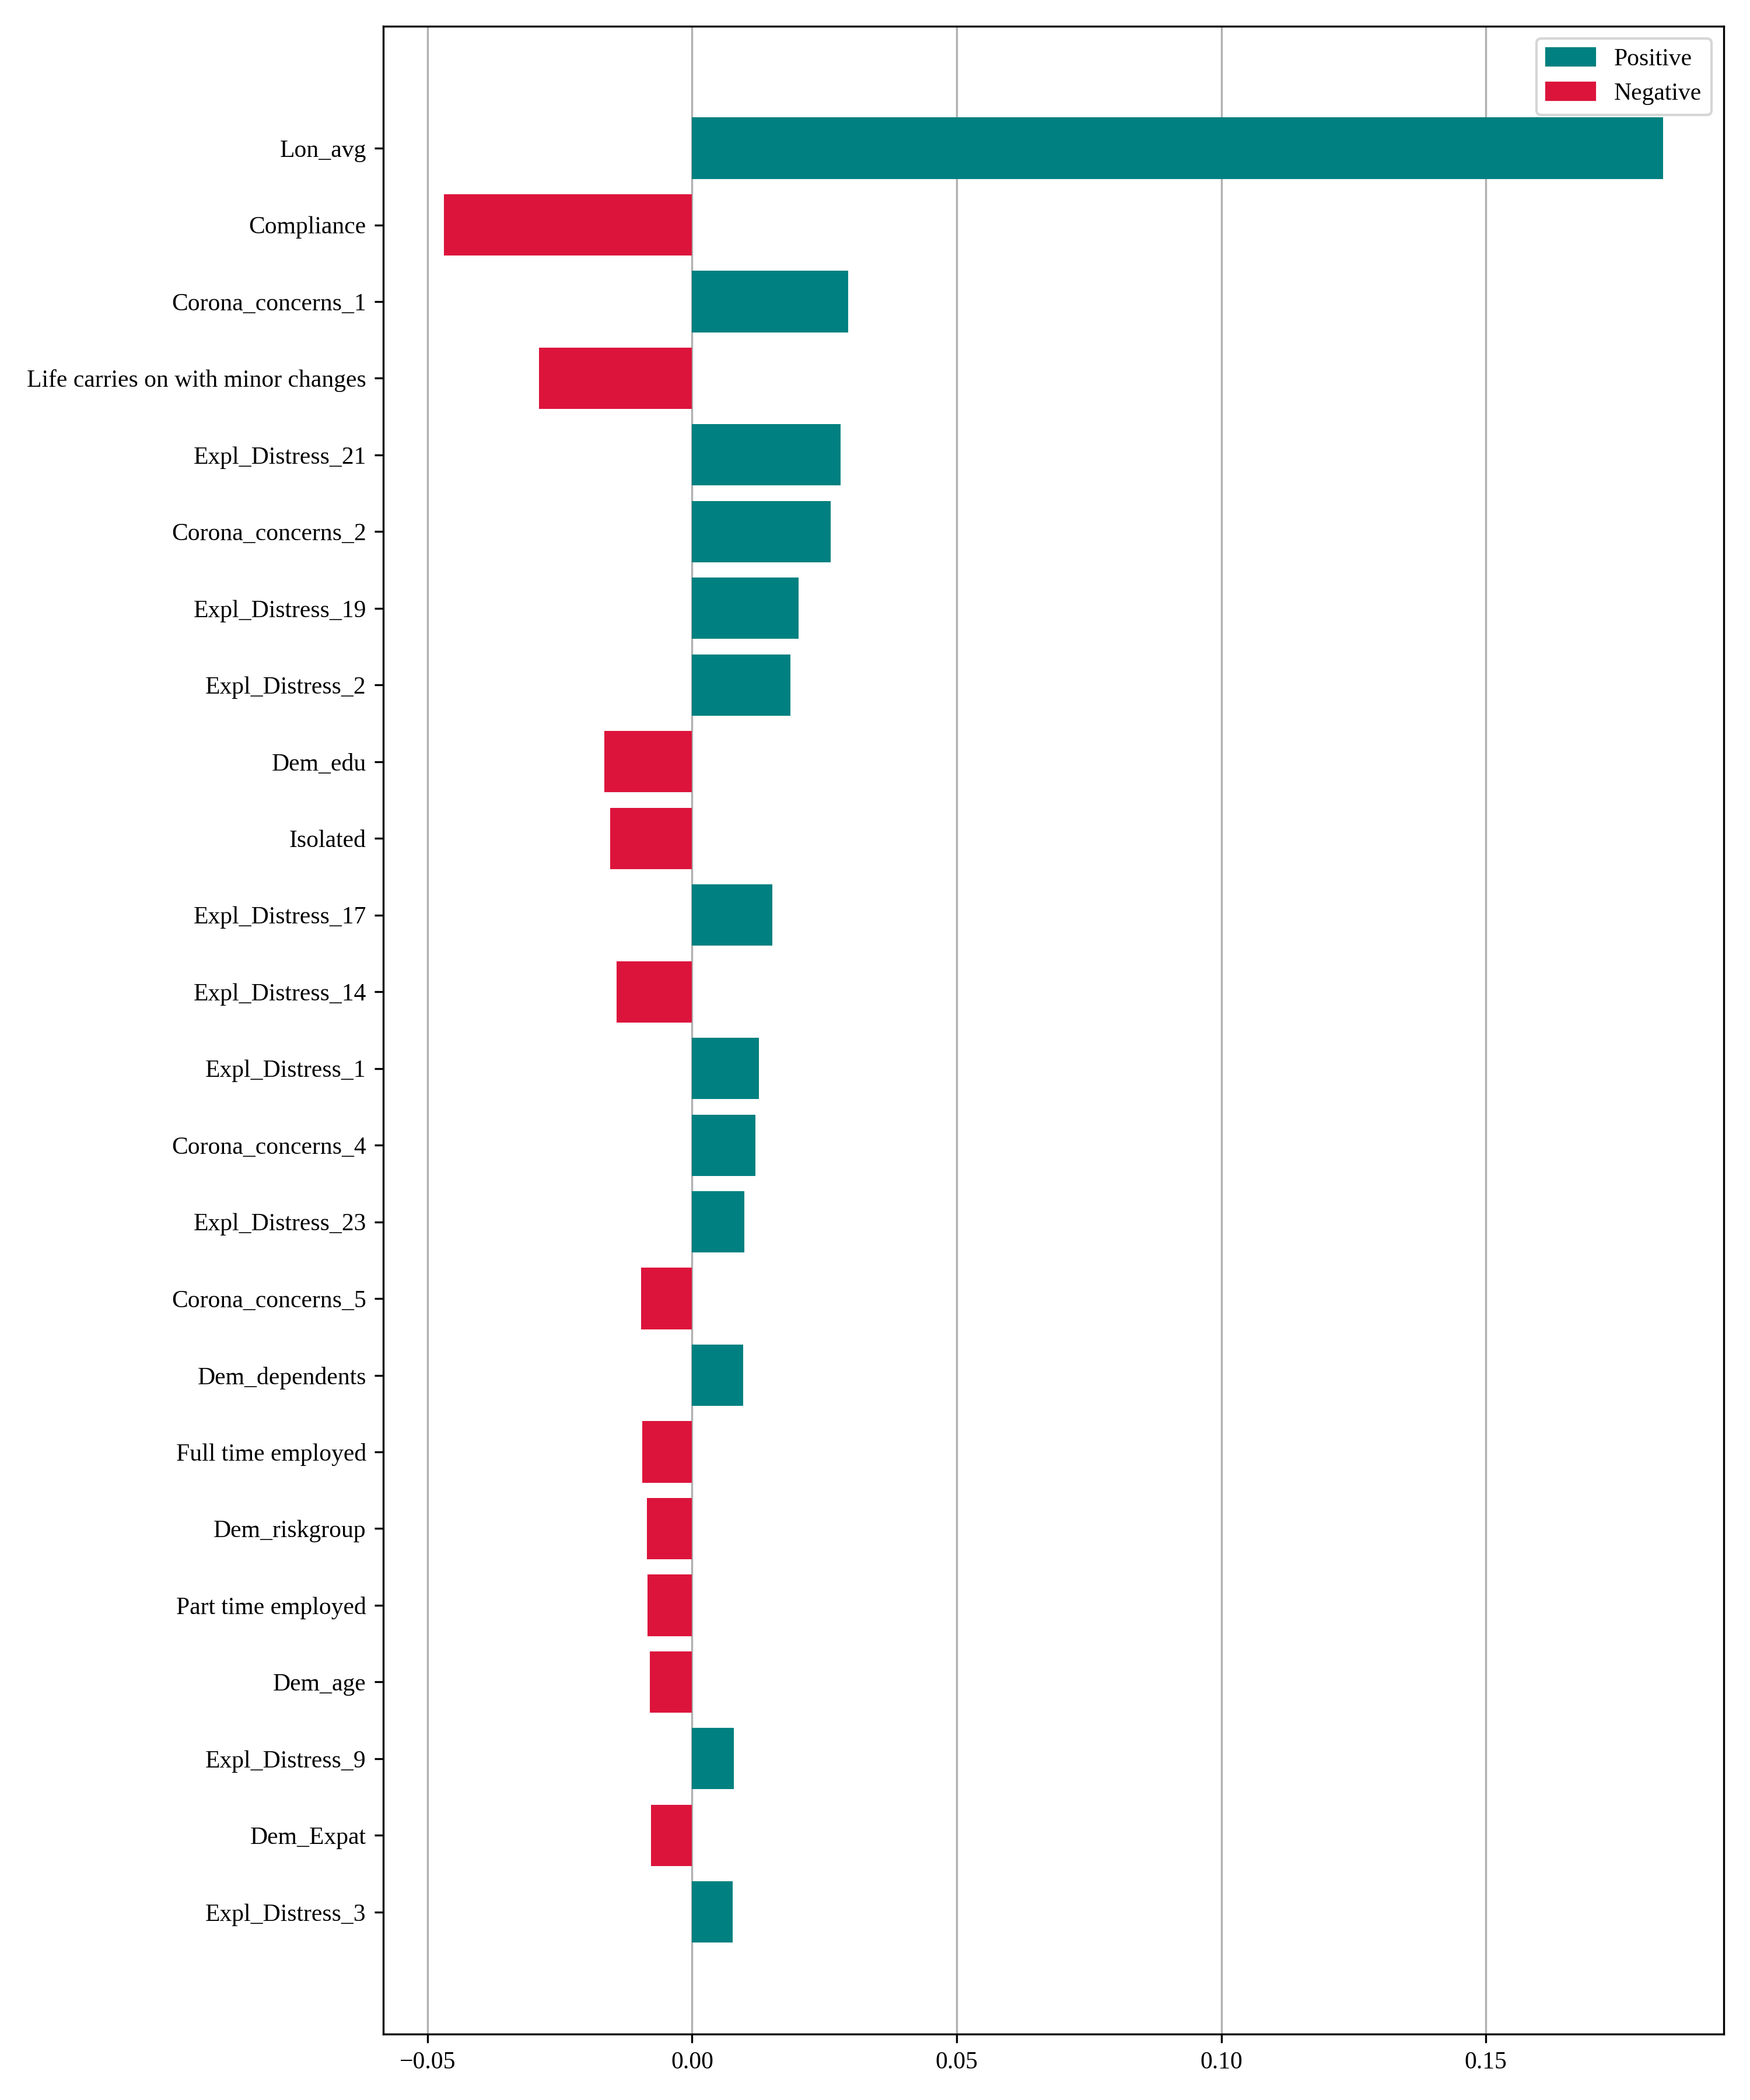 Positive
Negative
Lon_avg
Compliance
Corona_concerns_1
Life carries on with minor changes
Expl_Distress_21
Corona_concerns_2
Expl_Distress_19
Expl_Distress_2
Dem_edu
Isolated
Expl_Distress_17
Expl_Distress_14
Expl_Distress_1
Corona_concerns_4
Expl_Distress_23
Corona_concerns_5
Dem_dependents
Full time employed
Dem_riskgroup
Part time employed
Dem_age
Expl_Distress_9
Dem_Expat
Expl_Distress_3
−0.05 0.00 0.05 0.10 0.15